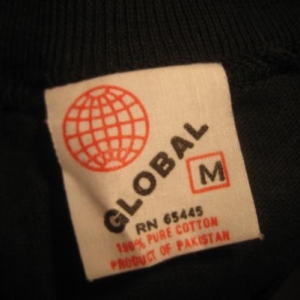 GLOBAL
M
RN 65445
100% PURE COTTON
PRODUCT OF PAKISTAN